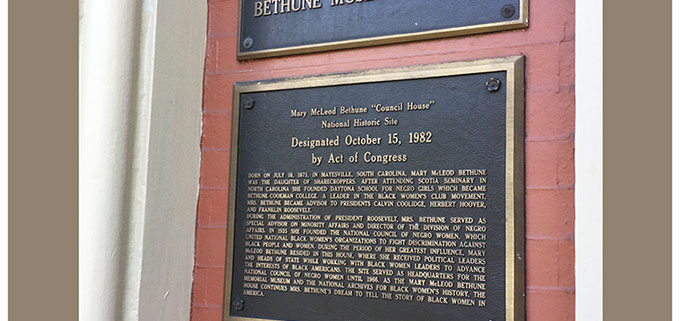 BETHUNE
Mary McLeod Bethune "Council House"
National Historic Site
Designated October 15, 1982
by Act of Congress
BORN ON JULY 10, 1875, IN MAYESVILLE, SOUTH CAROLINA, MARY McLEOD BETHUNE
WAS THE DAUGHTER OF SHARECROPPERS. AFTER ATTENDING SCOTIA SEMINARY IN
NORTH CAROLINA SHE FOUNDED DAYTONA SCHOOL FOR NEGRO GIRLS WHICH BECAME
BETHUNE COOKMAN COLLEGE. A LEADER IN THE BLACK WOMEN'S CLUB MOVEMENT,
MRS. BETHUNE BECAME ADVISOR TO PRESIDENTS CALVIN COOLIDGE, HERBERT HOOVER,
AND FRANKLIN ROOSEVELT.
DURING THE ADMINISTRATION OF PRESIDENT ROOSEVELT, MRS. BETHUNE SERVED AS
SPECIAL ADVISOR ON MINORITY AFFAIRS AND DIRECTOR OF THE DIVISION OF NEGRO
AFFAIRS. IN 1935 SHE FOUNDED THE NATIONAL COUNCIL OF NEGRO WOMEN, WHICH
UNITED NATIONAL BLACK WOMEN'S ORGANIZATIONS TO FIGHT DISCRIMINATION AGAINST
BLACK PEOPLE AND WOMEN. DURING THE PERIOD OF HER GREATEST INFLUENCE, MARY
McLEOD BETHUNE RESIDED IN THIS HOUSE, WHERE SHE RECEIVED POLITICAL LEADERS
AND HEADS OF STATE WHILE WORKING WITH BLACK WOMEN LEADERS TO ADVANCE
THE INTERESTS OF BLACK AMERICANS. THE SITE SERVED AS HEADQUARTERS FOR THE
NATIONAL COUNCIL OF NEGRO WOMEN UNTIL 1966. AS THE MARY McLEOD BETHUNE
MEMORIAL MUSEUM AND THE NATIONAL ARCHIVES FOR BLACK WOMEN'S HISTORY, THE
HOUSE CONTINUES MRS. BETHUNE'S DREAM TO TELL THE STORY OF BLACK WOMEN IN
AMERICA.